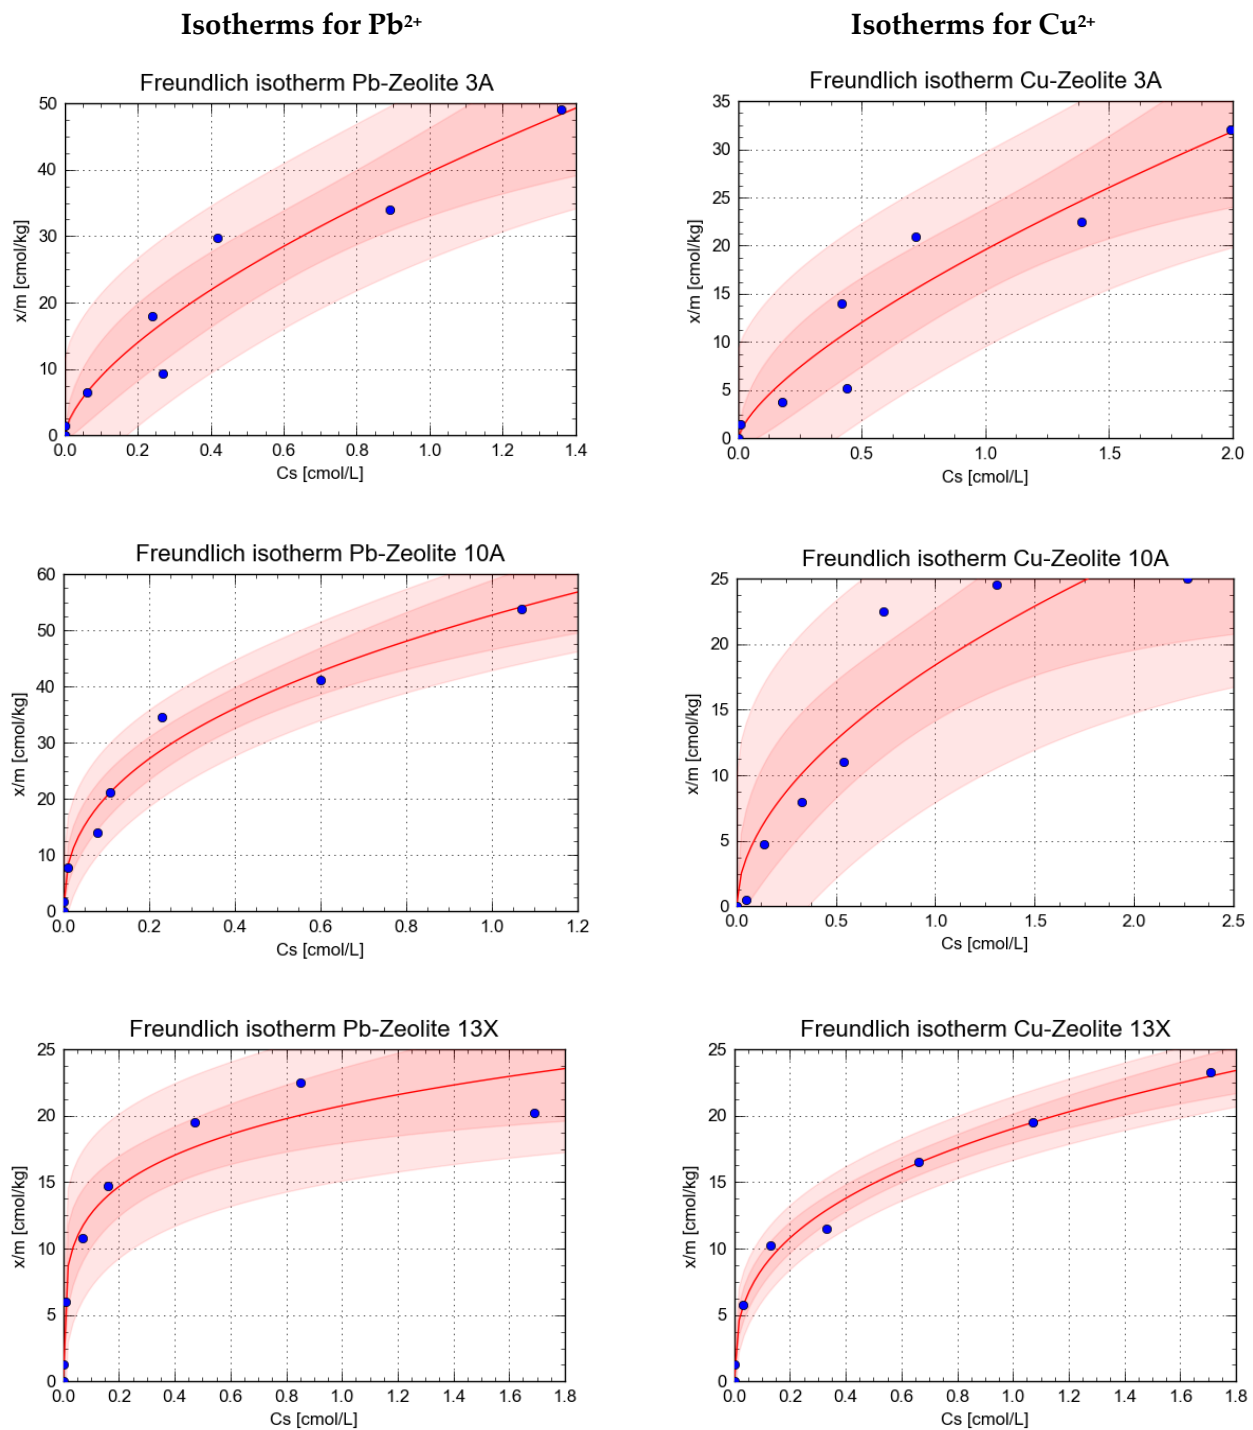 Isotherms for Pb²⁺
Isotherms for Cu²⁺
Freundlich isotherm Pb-Zeolite 3A
50
40
30
20
10
0
x/m [cmol/kg]
0.0 0.2 0.4 0.6 0.8 1.0 1.2 1.4
Cs [cmol/L]
Freundlich isotherm Cu-Zeolite 3A
35
30
25
20
15
10
5
0
x/m [cmol/kg]
0.0 0.5 1.0 1.5 2.0
Cs [cmol/L]
Freundlich isotherm Pb-Zeolite 10A
60
50
40
30
20
10
0
x/m [cmol/kg]
0.0 0.2 0.4 0.6 0.8 1.0 1.2
Cs [cmol/L]
Freundlich isotherm Cu-Zeolite 10A
25
20
15
10
5
0
x/m [cmol/kg]
0.0 0.5 1.0 1.5 2.0 2.5
Cs [cmol/L]
Freundlich isotherm Pb-Zeolite 13X
25
20
15
10
5
0
x/m [cmol/kg]
0.0 0.2 0.4 0.6 0.8 1.0 1.2 1.4 1.6 1.8
Cs [cmol/L]
Freundlich isotherm Cu-Zeolite 13X
25
20
15
10
5
0
x/m [cmol/kg]
0.0 0.2 0.4 0.6 0.8 1.0 1.2 1.4 1.6 1.8
Cs [cmol/L]